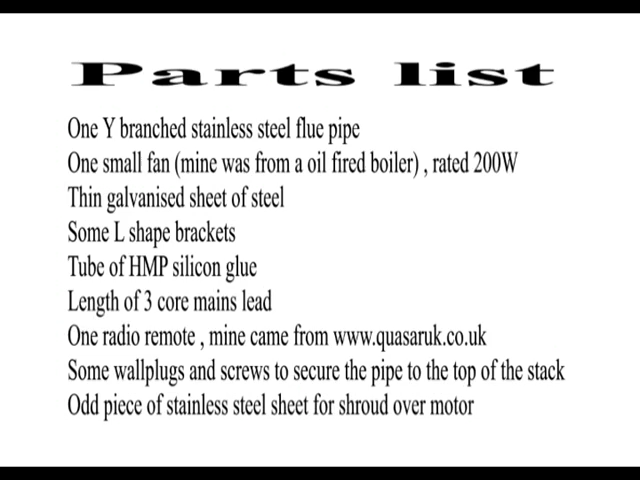 Parts list
One Y branched stainless steel flue pipe
One small fan (mine was from a oil fired boiler) , rated 200W
Thin galvanised sheet of steel
Some L shape brackets
Tube of HMP silicon glue
Length of 3 core mains lead
One radio remote , mine came from www.quasaruk.co.uk
Some wallplugs and screws to secure the pipe to the top of the stack
Odd piece of stainless steel sheet for shroud over motor